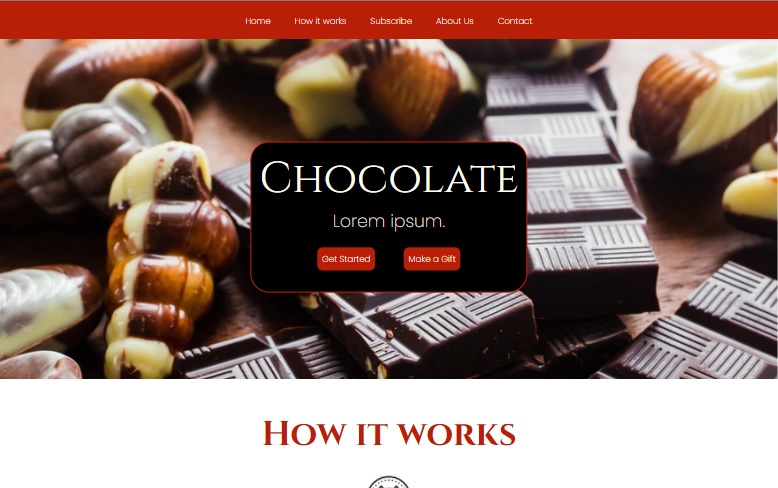 Home How it works Subscribe About Us Contact
Chocolate
Lorem ipsum.
Get Started Make a Gift
How it works